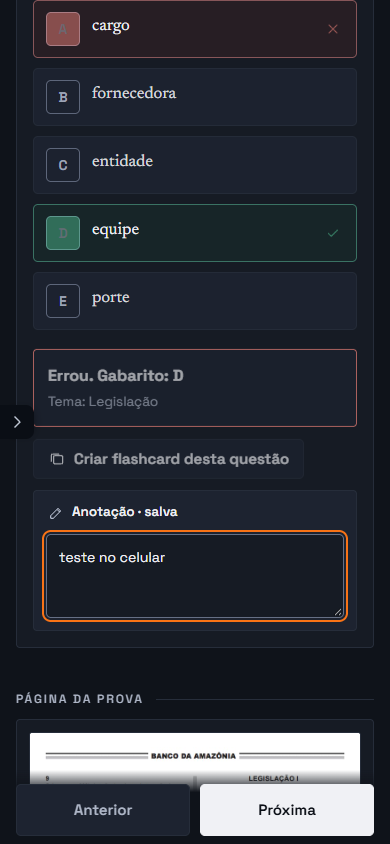 A cargo
B fornecedora
C entidade
D equipe
E porte
Errou. Gabarito: D
Tema: Legislação
Criar flashcard desta questão
Anotação · salva
teste no celular
PÁGINA DA PROVA
BANCO DA AMAZÔNIA
9 LEGISLAÇÃO I
Anterior Próxima